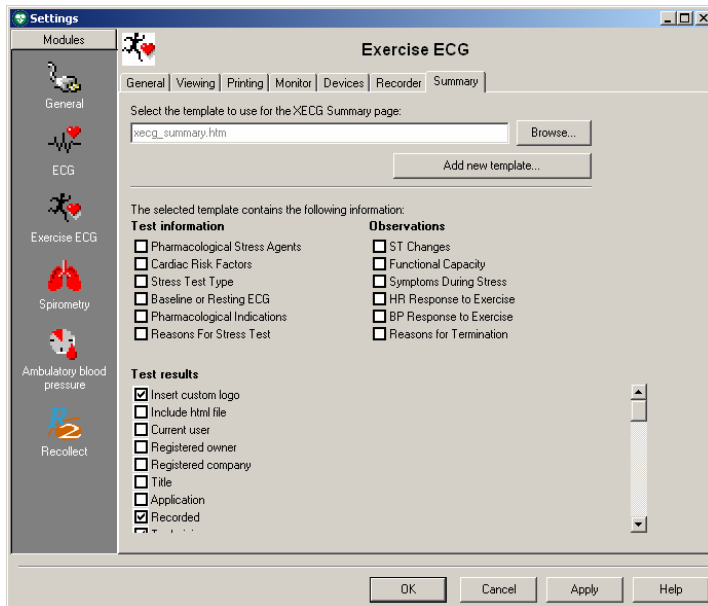 Settings
Modules
General
ECG
Exercise ECG
Spirometry
Ambulatory blood
pressure
Recollect
Exercise ECG
General Viewing Printing Monitor Devices Recorder Summary
Select the template to use for the XECG Summary page:
xecg_summary.htm
Browse...
Add new template...
The selected template contains the following information:
Test information
Pharmacological Stress Agents
Cardiac Risk Factors
Stress Test Type
Baseline or Resting ECG
Pharmacological Indications
Reasons For Stress Test
Observations
ST Changes
Functional Capacity
Symptoms During Stress
HR Response to Exercise
BP Response to Exercise
Reasons for Termination
Test results
Insert custom logo
Include html file
Current user
Registered owner
Registered company
Title
Application
Recorded
OK Cancel Apply Help